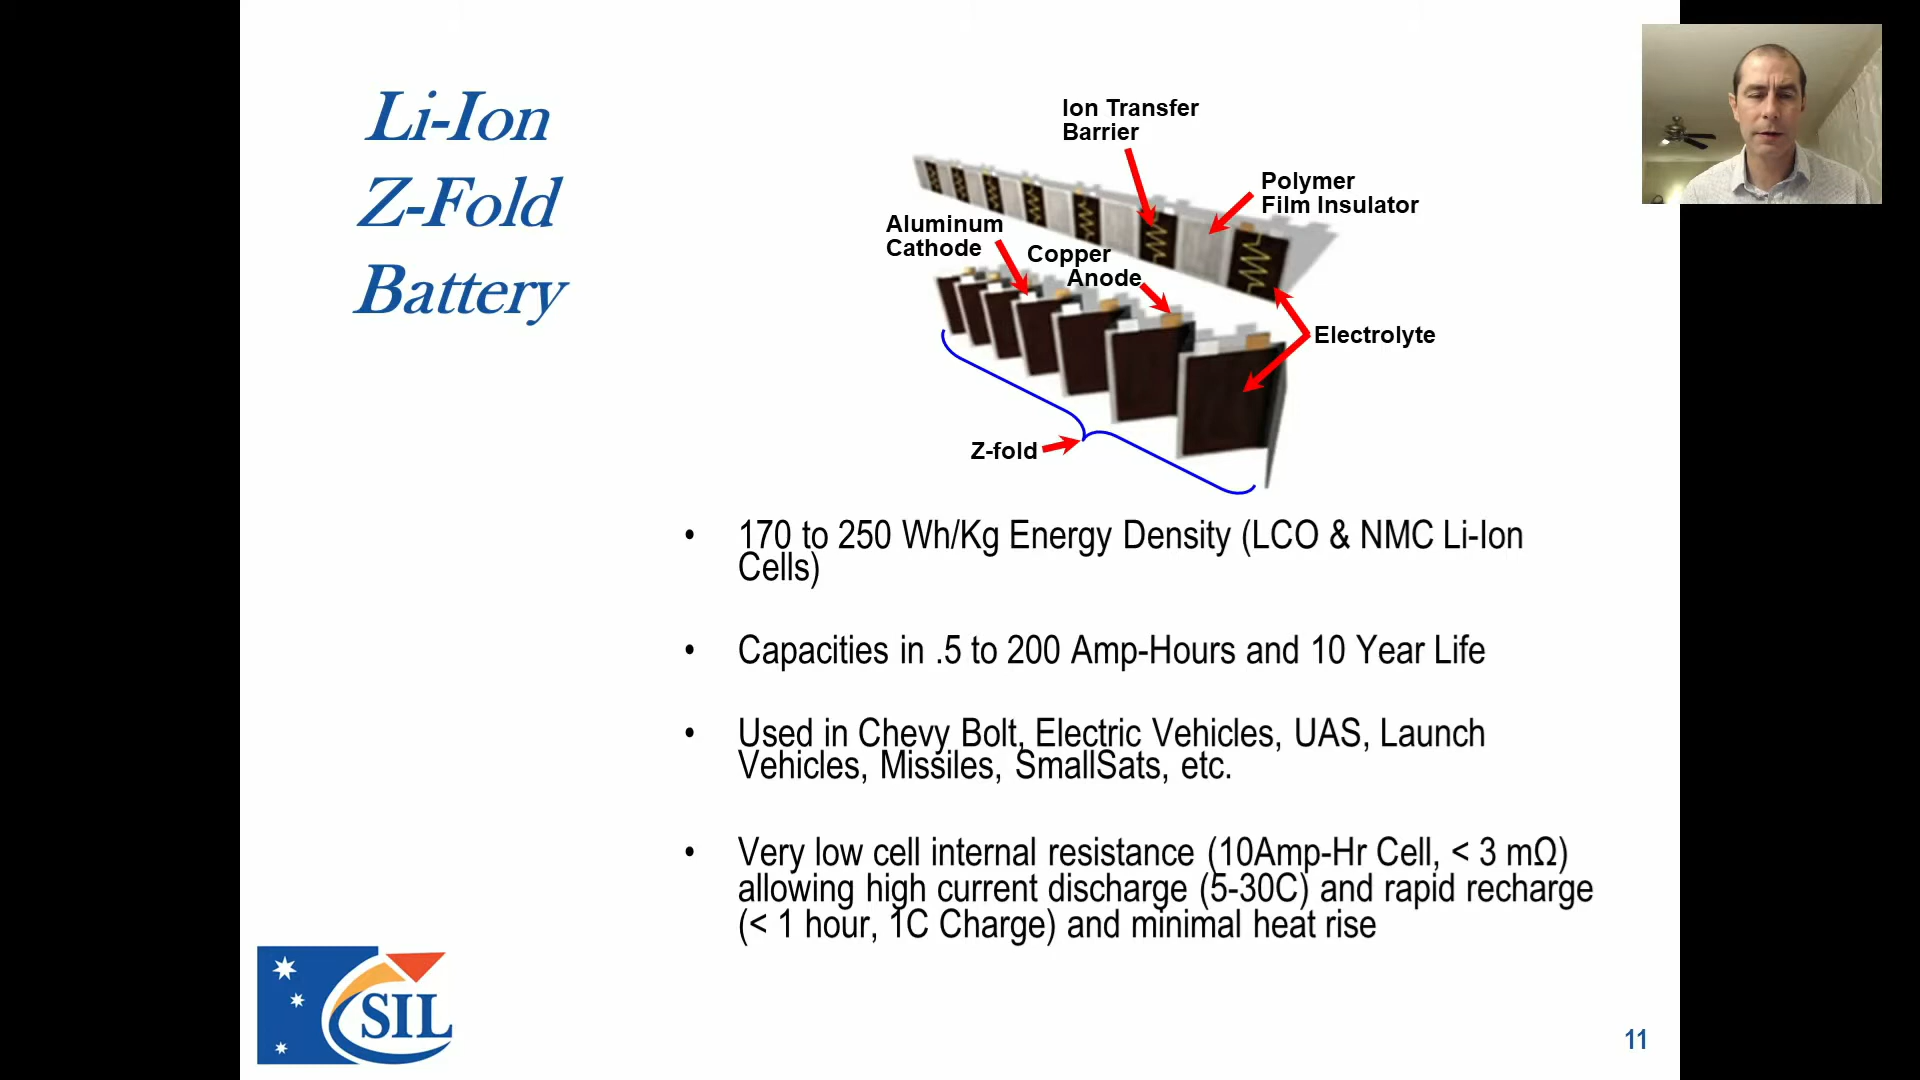 Li-Ion
Z-Fold
Battery
Ion Transfer
Barrier
Polymer
Film Insulator
Aluminum
Cathode
Copper
Anode
Electrolyte
Z-fold
• 170 to 250 Wh/Kg Energy Density (LCO & NMC Li-Ion
Cells)
• Capacities in .5 to 200 Amp-Hours and 10 Year Life
• Used in Chevy Bolt, Electric Vehicles, UAS, Launch
Vehicles, Missiles, SmallSats, etc.
• Very low cell internal resistance (10Amp-Hr Cell, < 3 mΩ)
allowing high current discharge (5-30C) and rapid recharge
(< 1 hour, 1C Charge) and minimal heat rise
SIL
11